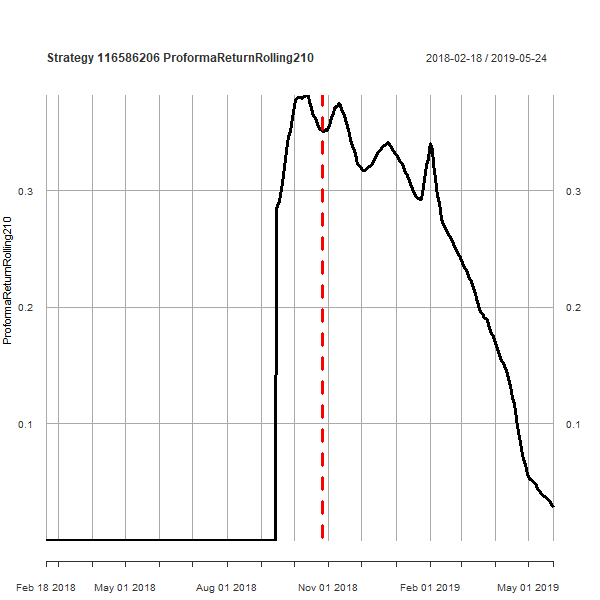 Strategy 116586206 ProformaReturnRolling210
2018-02-18 / 2019-05-24
ProformaReturnRolling210
0.3
0.3
0.2
0.2
0.1
0.1
Feb 18 2018
May 01 2018
Aug 01 2018
Nov 01 2018
Feb 01 2019
May 01 2019